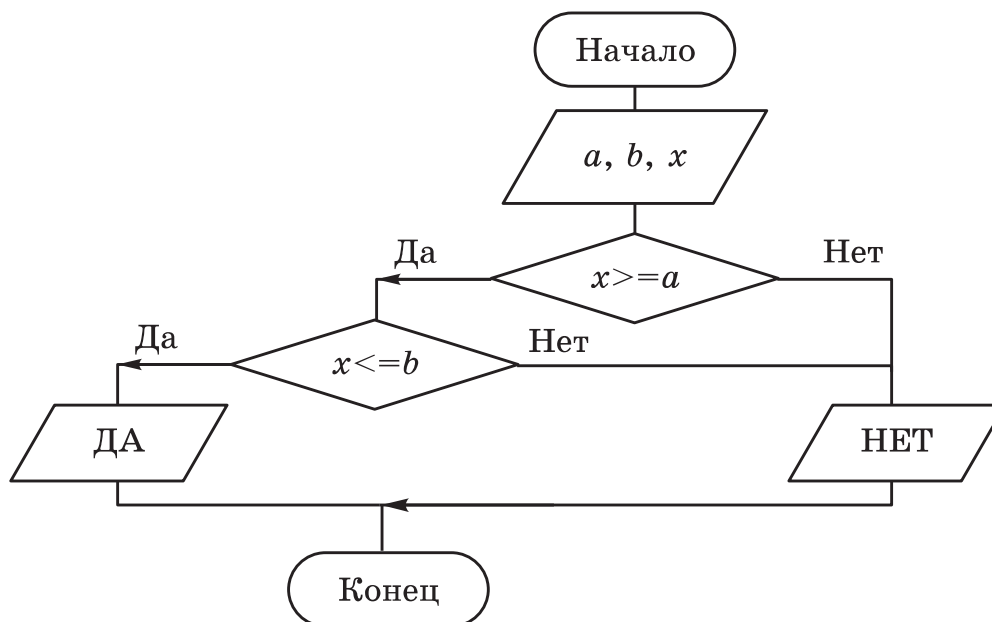 Начало
a, b, x
Да
Нет
x>=a
Да
Нет
x<=b
ДА
НЕТ
Конец